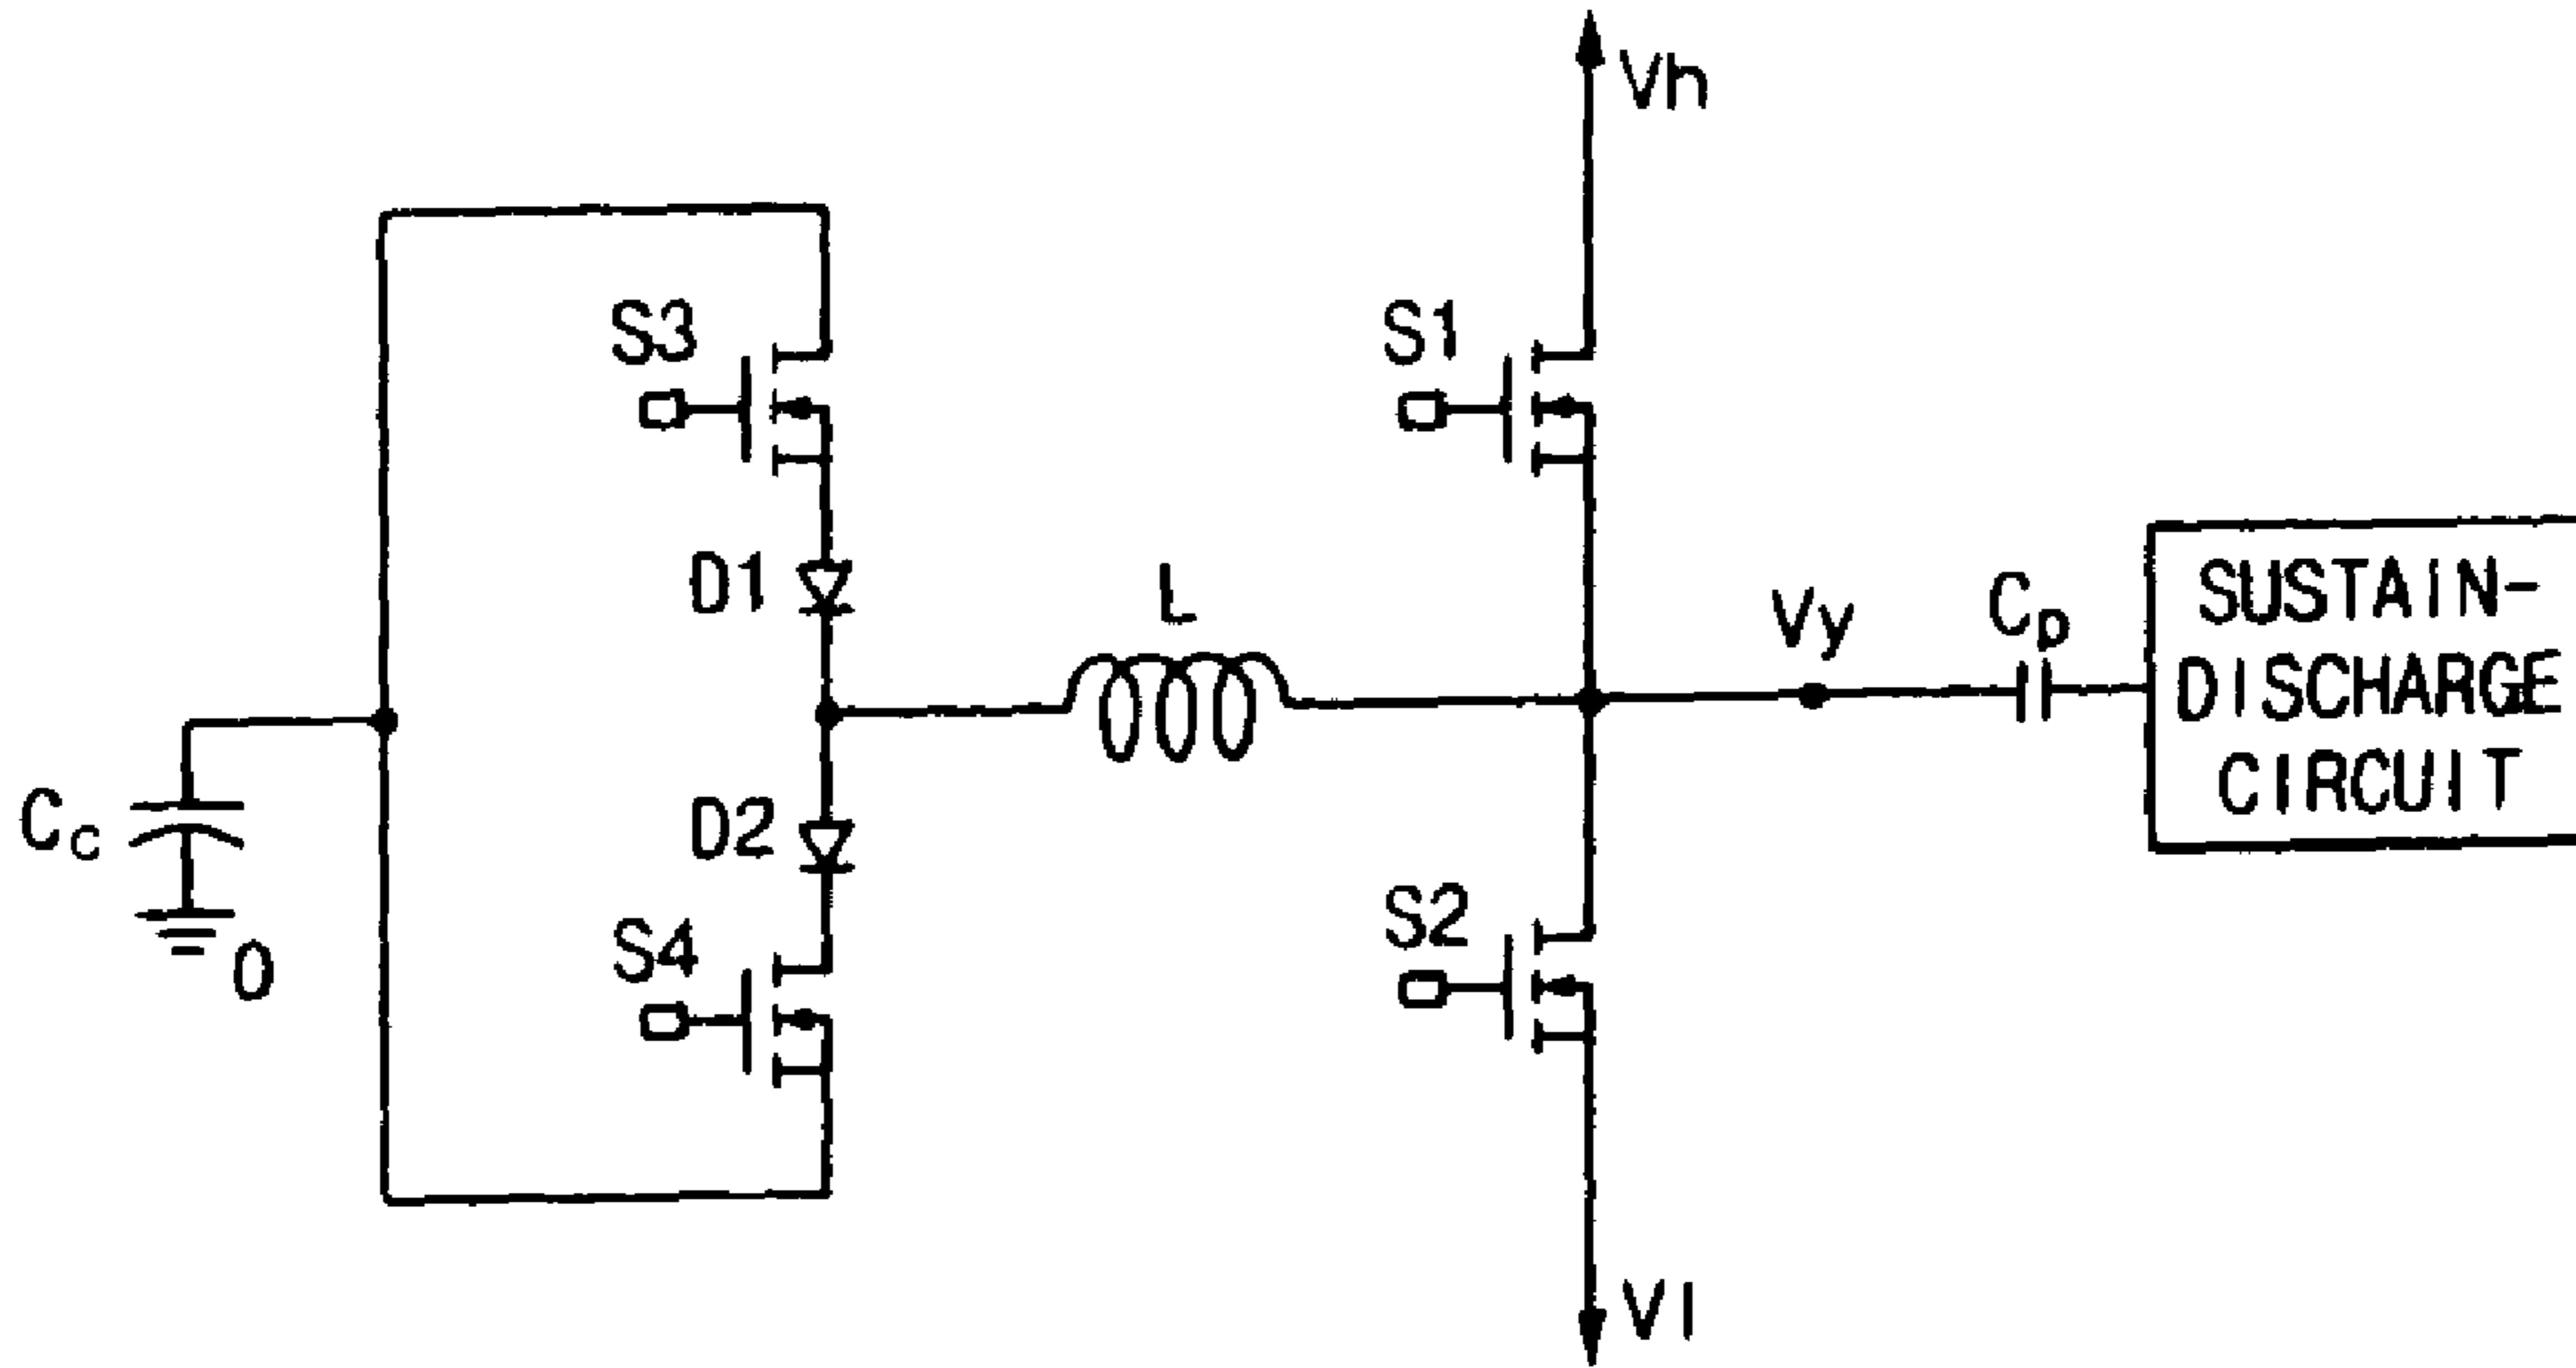 Vh
S3
S1
D1
L
Vy
Cp
SUSTAIN-
DISCHARGE
CIRCUIT
Cc
D2
S4
S2
0
Vl